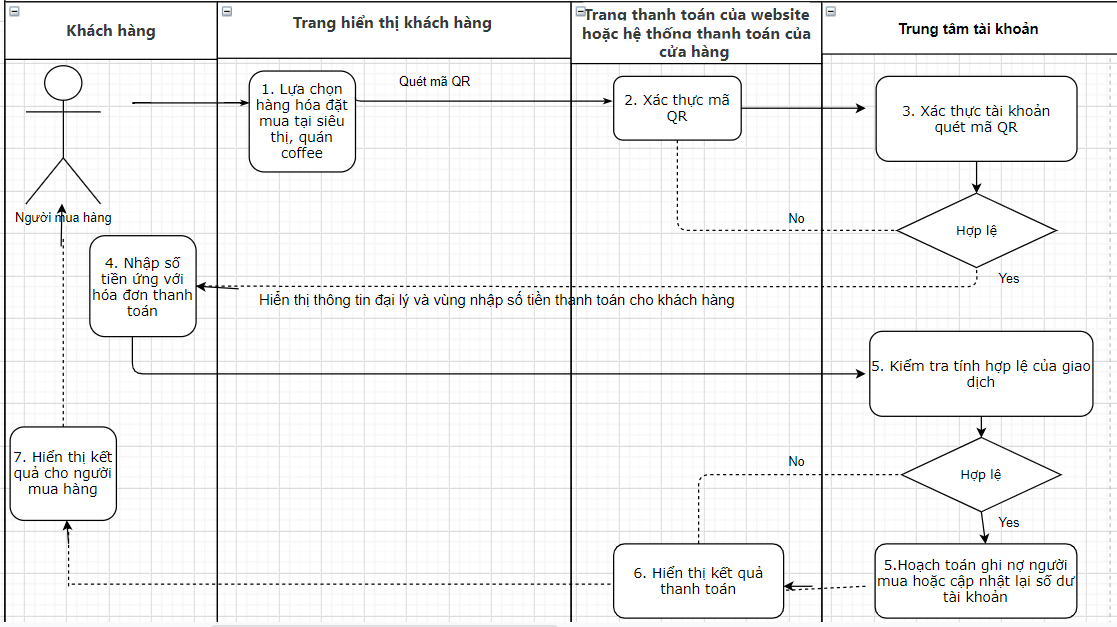 Khách hàng
Trang hiển thị khách hàng
Trang thanh toán của website
hoặc hệ thống thanh toán của
cửa hàng
Trung tâm tài khoản
1. Lựa chọn
hàng hóa đặt
mua tại siêu
thị, quán
coffee
Quét mã QR
2. Xác thực mã
QR
3. Xác thực tài khoản
quét mã QR
Người mua hàng
No
Hợp lệ
Yes
4. Nhập số
tiền ứng với
hóa đơn thanh
toán
Hiển thị thông tin đại lý và vùng nhập số tiền thanh toán cho khách hàng
5. Kiểm tra tính hợp lệ của giao
dịch
No
Hợp lệ
Yes
7. Hiển thị kết
quả cho người
mua hàng
6. Hiển thị kết quả
thanh toán
5.Hoạch toán ghi nợ người
mua hoặc cập nhật lại số dư
tài khoản